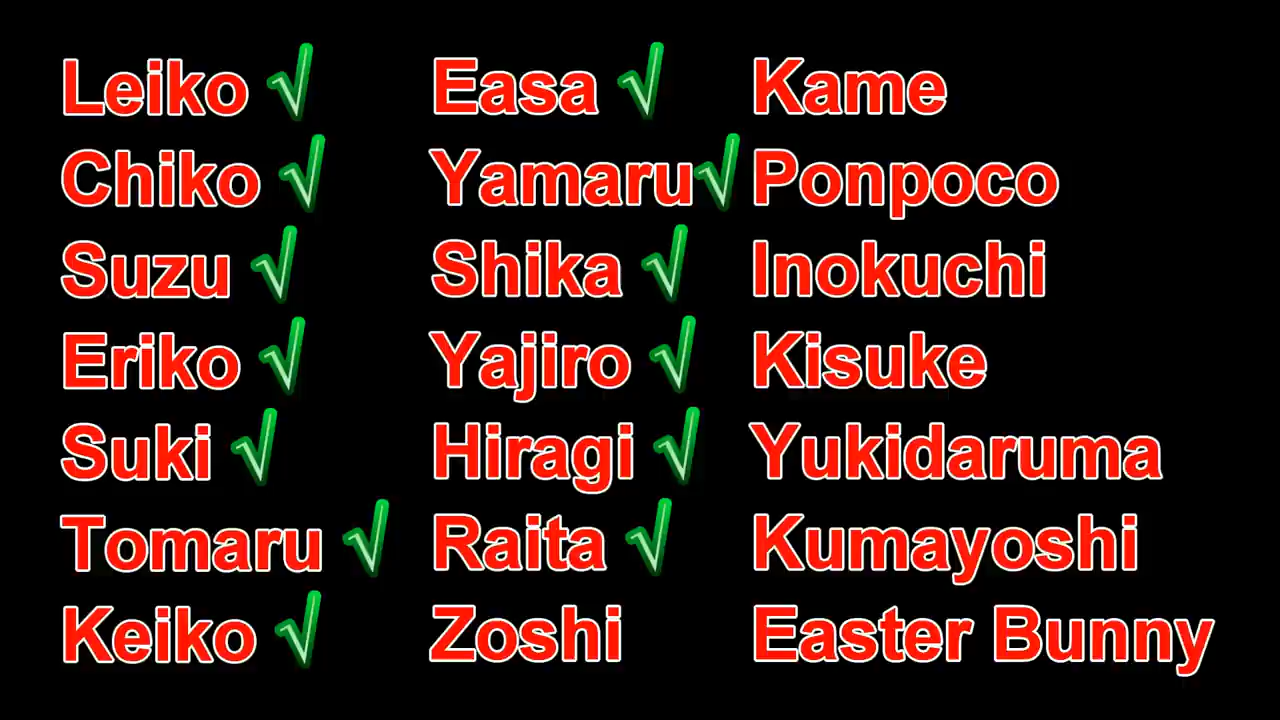 Leiko √ Easa √ Kame
Chiko √ Yamaru √ Ponpoco
Suzu √ Shika √ Inokuchi
Eriko √ Yajiro √ Kisuke
Suki √ Hiragi √ Yukidaruma
Tomaru √ Raita √ Kumayoshi
Keiko √ Zoshi Easter Bunny